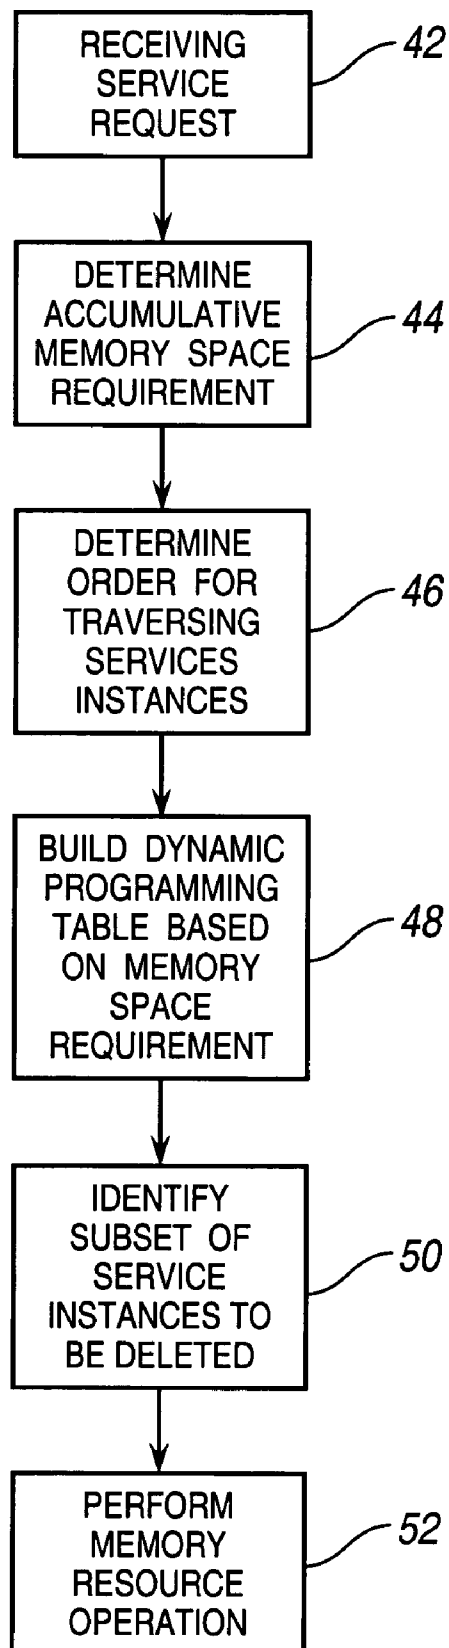 RECEIVING
SERVICE
REQUEST
42
DETERMINE
ACCUMULATIVE
MEMORY SPACE
REQUIREMENT
44
DETERMINE
ORDER FOR
TRAVERSING
SERVICES
INSTANCES
46
BUILD DYNAMIC
PROGRAMMING
TABLE BASED
ON MEMORY
SPACE
REQUIREMENT
48
IDENTIFY
SUBSET OF
SERVICE
INSTANCES TO
BE DELETED
50
PERFORM
MEMORY
RESOURCE
OPERATION
52